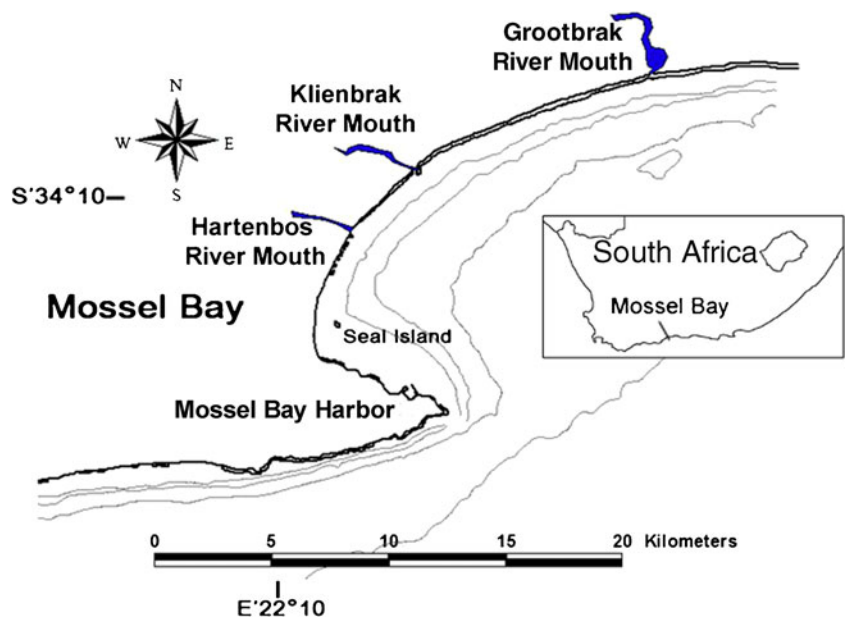 Grootbrak
River Mouth
Klienbrak
River Mouth
N
W E
S
S'34°10
Hartenbos
River Mouth
South Africa
Mossel Bay
Mossel Bay
Seal Island
Mossel Bay Harbor
0 5 10 15 20 Kilometers
E'22°10